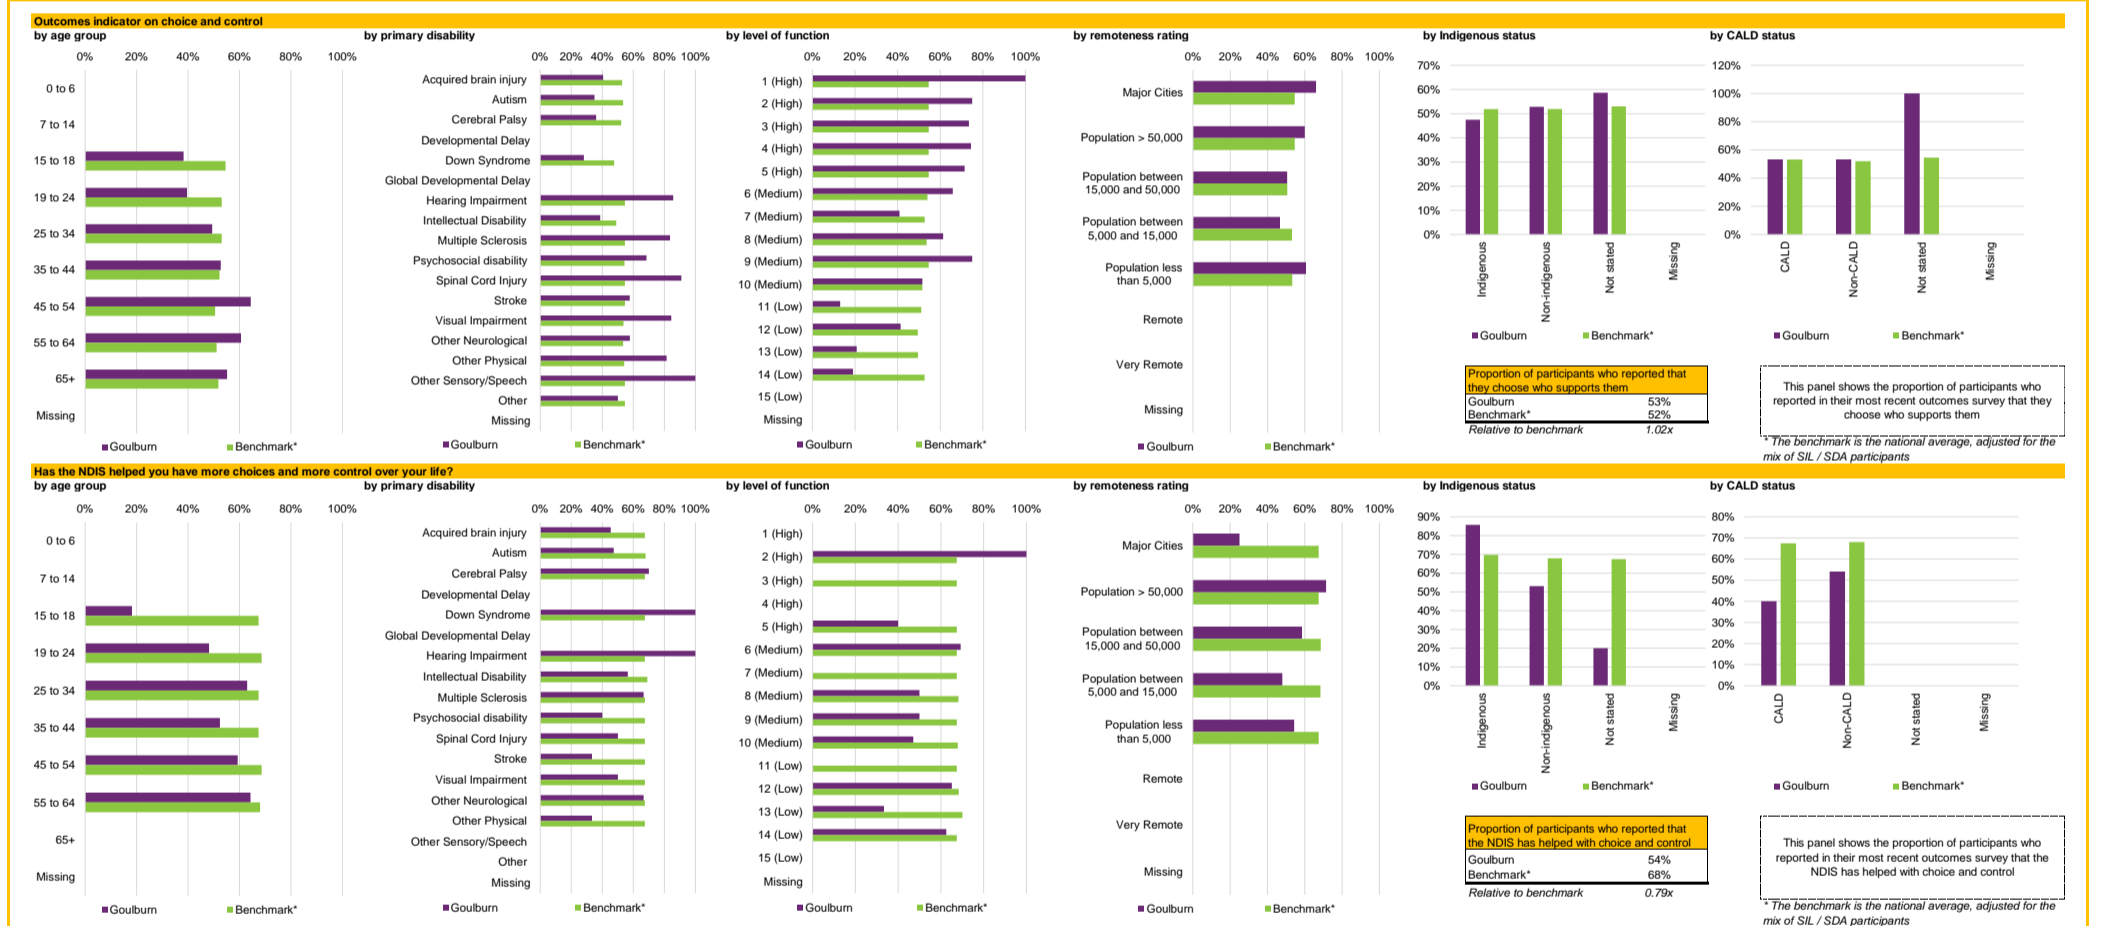 Outcomes indicator on choice and control
by age group
0% 20% 40% 60% 80% 100%
0 to 6
7 to 14
15 to 18
19 to 24
25 to 34
35 to 44
45 to 54
55 to 64
65+
Missing
Goulburn Benchmark*
by primary disability
0% 20% 40% 60% 80% 100%
Acquired brain injury
Autism
Cerebral Palsy
Developmental Delay
Down Syndrome
Global Developmental Delay
Hearing Impairment
Intellectual Disability
Multiple Sclerosis
Psychosocial disability
Spinal Cord Injury
Stroke
Visual Impairment
Other Neurological
Other Physical
Other Sensory/Speech
Other
Missing
Goulburn Benchmark*
by level of function
0% 20% 40% 60% 80% 100%
1 (High)
2 (High)
3 (High)
4 (High)
5 (High)
6 (Medium)
7 (Medium)
8 (Medium)
9 (Medium)
10 (Medium)
11 (Low)
12 (Low)
13 (Low)
14 (Low)
15 (Low)
Missing
Goulburn Benchmark*
by remoteness rating
0% 20% 40% 60% 80% 100%
Major Cities
Population > 50,000
Population between
15,000 and 50,000
Population between
5,000 and 15,000
Population less
than 5,000
Remote
Very Remote
Missing
Goulburn Benchmark*
by Indigenous status
70%
60%
50%
40%
30%
20%
10%
0%
Indigenous
Non-indigenous
Not stated
Missing
Goulburn Benchmark*
by CALD status
120%
100%
80%
60%
40%
20%
0%
CALD
Non-CALD
Not stated
Missing
Goulburn Benchmark*
Proportion of participants who reported that
they choose who supports them
Goulburn 53%
Benchmark* 52%
Relative to benchmark 1.02x
This panel shows the proportion of participants who
reported in their most recent outcomes survey that they
choose who supports them
* The benchmark is the national average, adjusted for the
mix of SIL / SDA participants
Has the NDIS helped you have more choices and more control over your life?
by age group
0% 20% 40% 60% 80% 100%
0 to 6
7 to 14
15 to 18
19 to 24
25 to 34
35 to 44
45 to 54
55 to 64
65+
Missing
Goulburn Benchmark*
by primary disability
0% 20% 40% 60% 80% 100%
Acquired brain injury
Autism
Cerebral Palsy
Developmental Delay
Down Syndrome
Global Developmental Delay
Hearing Impairment
Intellectual Disability
Multiple Sclerosis
Psychosocial disability
Spinal Cord Injury
Stroke
Visual Impairment
Other Neurological
Other Physical
Other Sensory/Speech
Other
Missing
Goulburn Benchmark*
by level of function
0% 20% 40% 60% 80% 100%
1 (High)
2 (High)
3 (High)
4 (High)
5 (High)
6 (Medium)
7 (Medium)
8 (Medium)
9 (Medium)
10 (Medium)
11 (Low)
12 (Low)
13 (Low)
14 (Low)
15 (Low)
Missing
Goulburn Benchmark*
by remoteness rating
0% 20% 40% 60% 80% 100%
Major Cities
Population > 50,000
Population between
15,000 and 50,000
Population between
5,000 and 15,000
Population less
than 5,000
Remote
Very Remote
Missing
Goulburn Benchmark*
by Indigenous status
90%
80%
70%
60%
50%
40%
30%
20%
10%
0%
Indigenous
Non-indigenous
Not stated
Missing
Goulburn Benchmark*
by CALD status
80%
70%
60%
50%
40%
30%
20%
10%
0%
CALD
Non-CALD
Not stated
Missing
Goulburn Benchmark*
Proportion of participants who reported that
the NDIS has helped with choice and control
Goulburn 54%
Benchmark* 68%
Relative to benchmark 0.79x
This panel shows the proportion of participants who
reported in their most recent outcomes survey that the
NDIS has helped with choice and control
* The benchmark is the national average, adjusted for the
mix of SIL / SDA participants